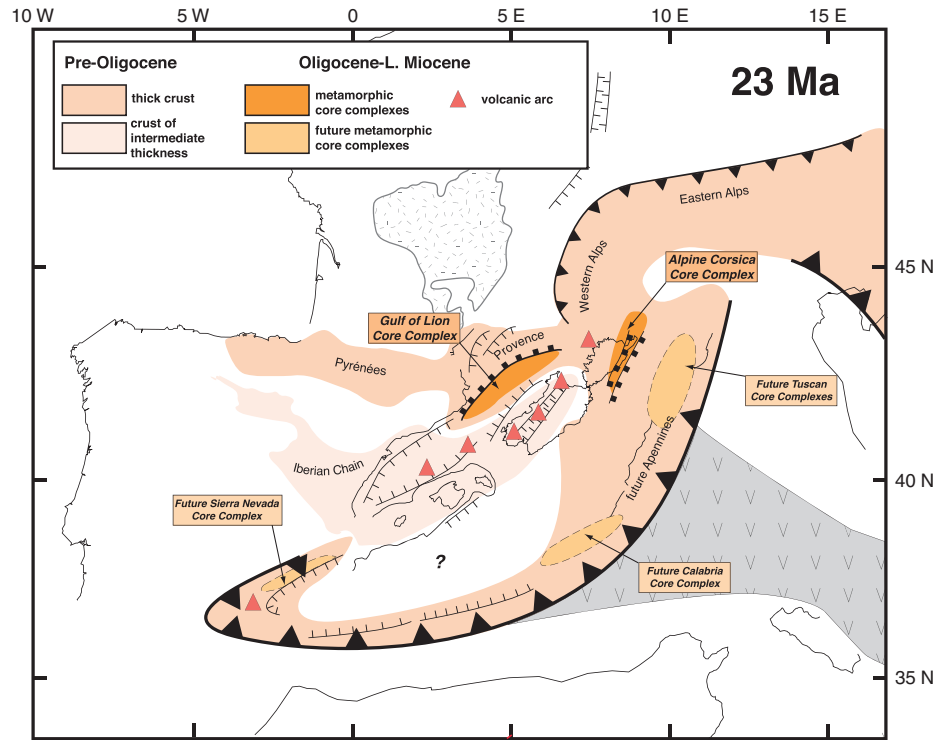 10 W
5 W
0
5 E
10 E
15 E
Pre-Oligocene
Oligocene-L. Miocene
thick crust
metamorphic
core complexes
volcanic arc
crust of
intermediate
thickness
future metamorphic
core complexes
23 Ma
Eastern Alps
Western Alps
45 N
Alpine Corsica
Core Complex
Gulf of Lion
Core Complex
Provence
Pyrénées
Future Tuscan
Core Complexes
Iberian Chain
future Apennines
40 N
Future Sierra Nevada
Core Complex
?
Future Calabria
Core Complex
35 N